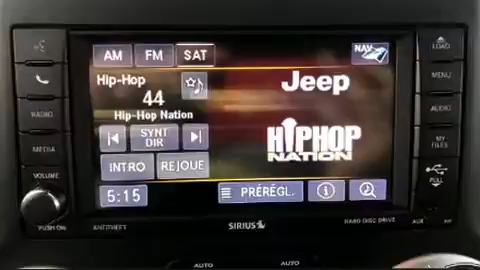 AM FM SAT NAV
LOAD
Hip-Hop
Jeep
MENU
44
RADIO
AUDIO
Hip-Hop Nation
SYNT DIR
HIPHOP
NATION
MY FILES
MEDIA
INTRO REJOUE
PULL
VOLUME
5:15 PRÉRÉGL.
PUSH ON
ANTITHEFT
SIRIUS
HARD DISC DRIVE
AUX
AUTO AUTO